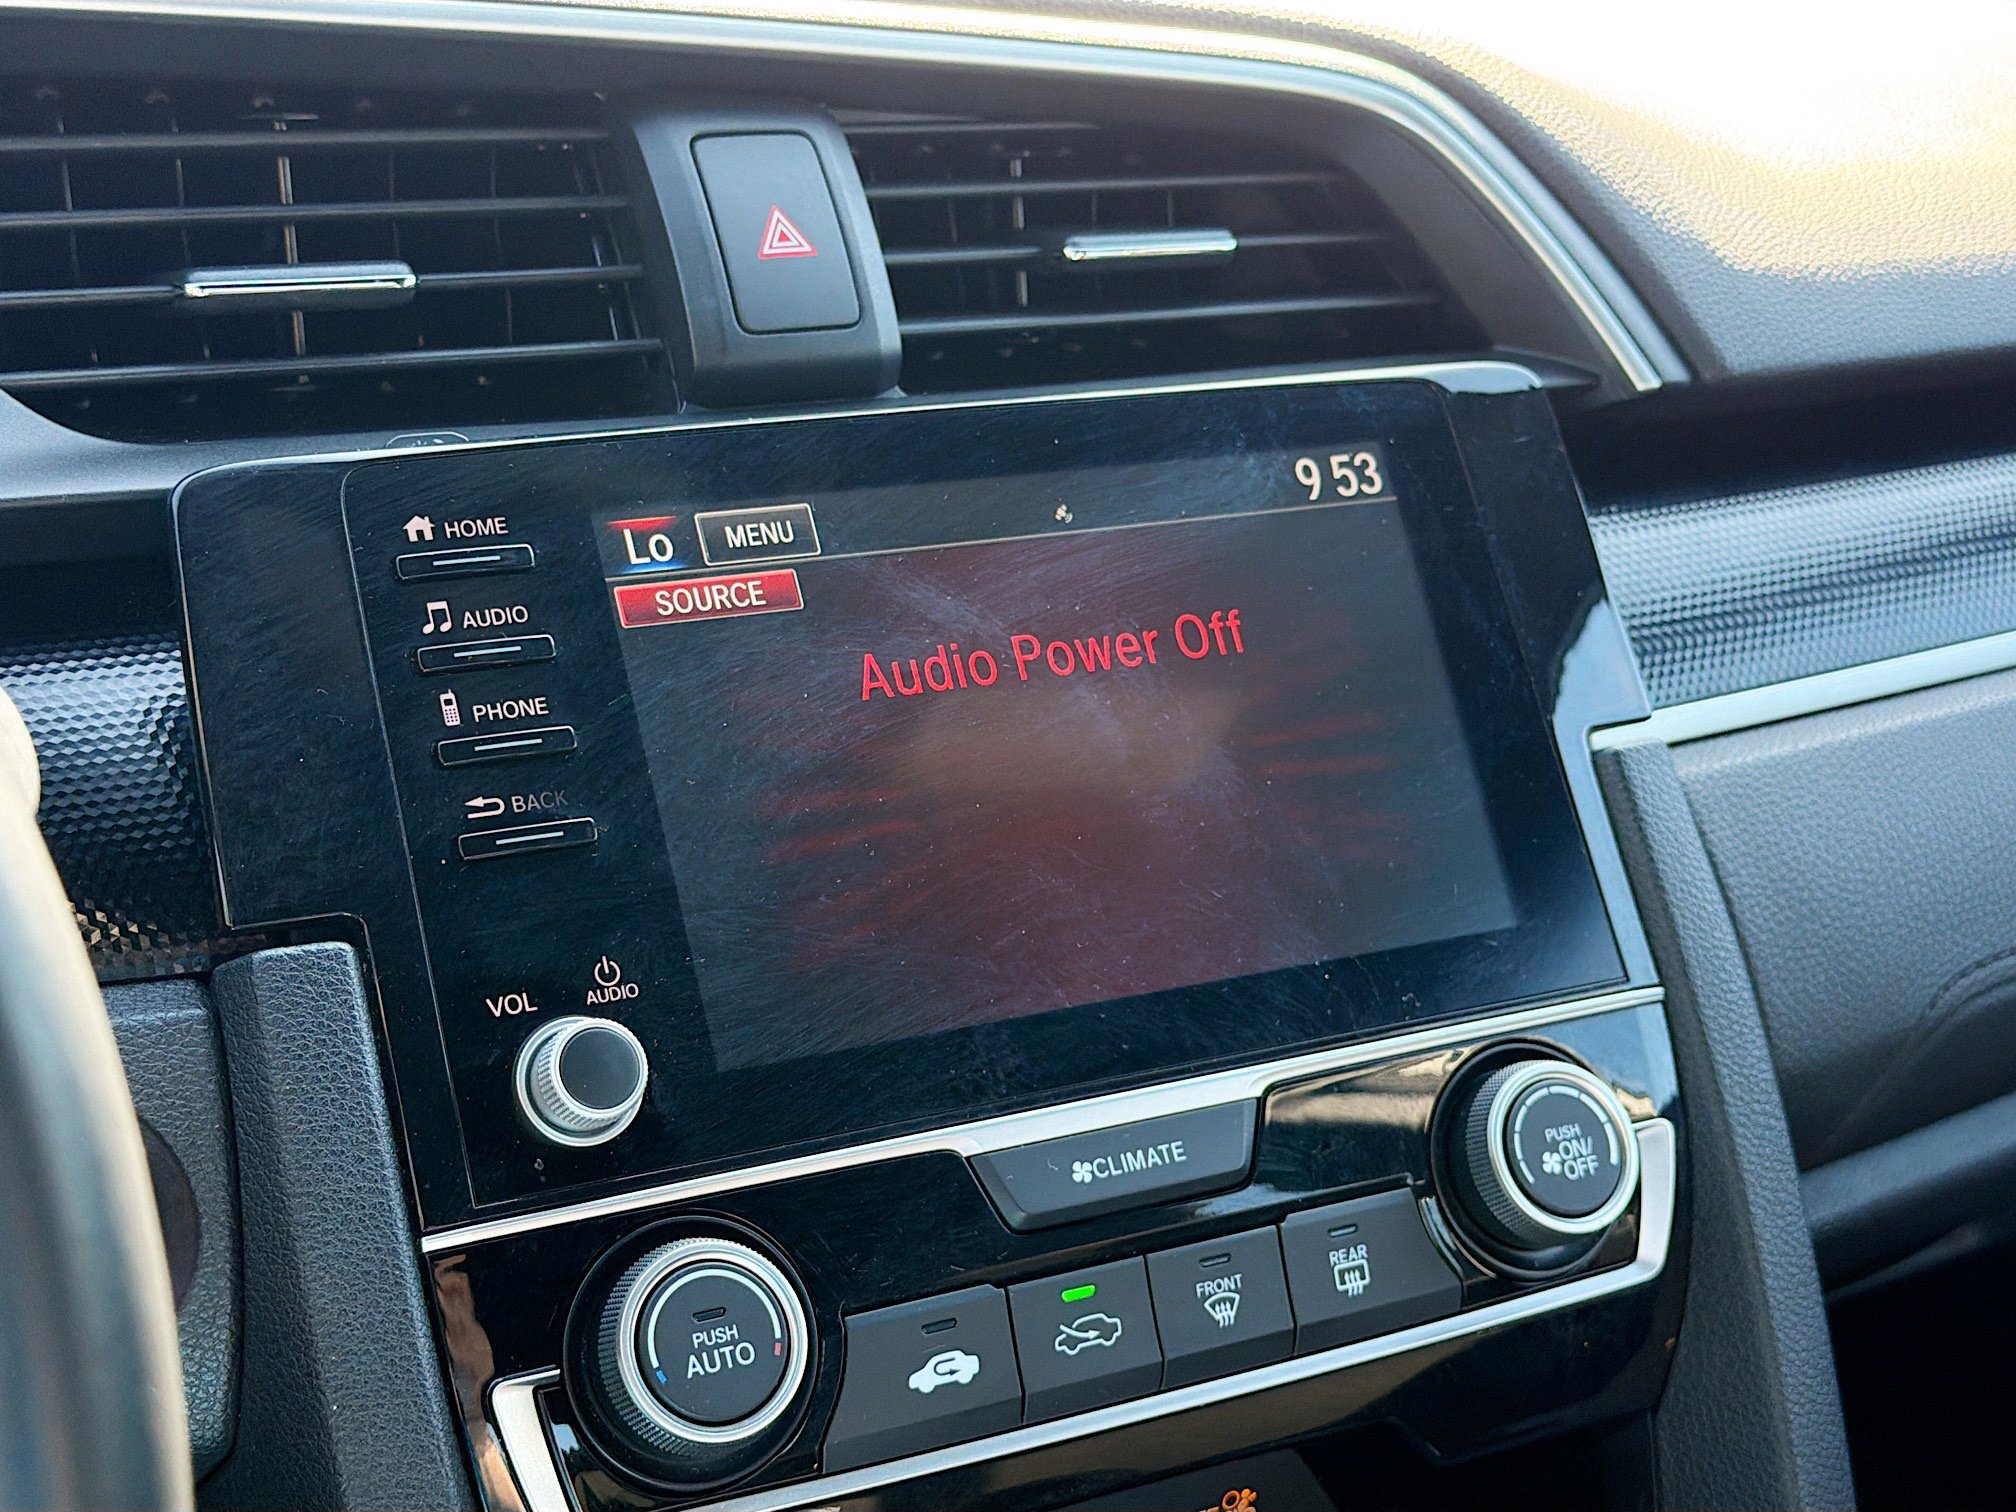 9 53
Lo
MENU
SOURCE
Audio Power Off
HOME
AUDIO
PHONE
BACK
VOL
AUDIO
CLIMATE
PUSH
ON/
OFF
PUSH
AUTO
FRONT
REAR